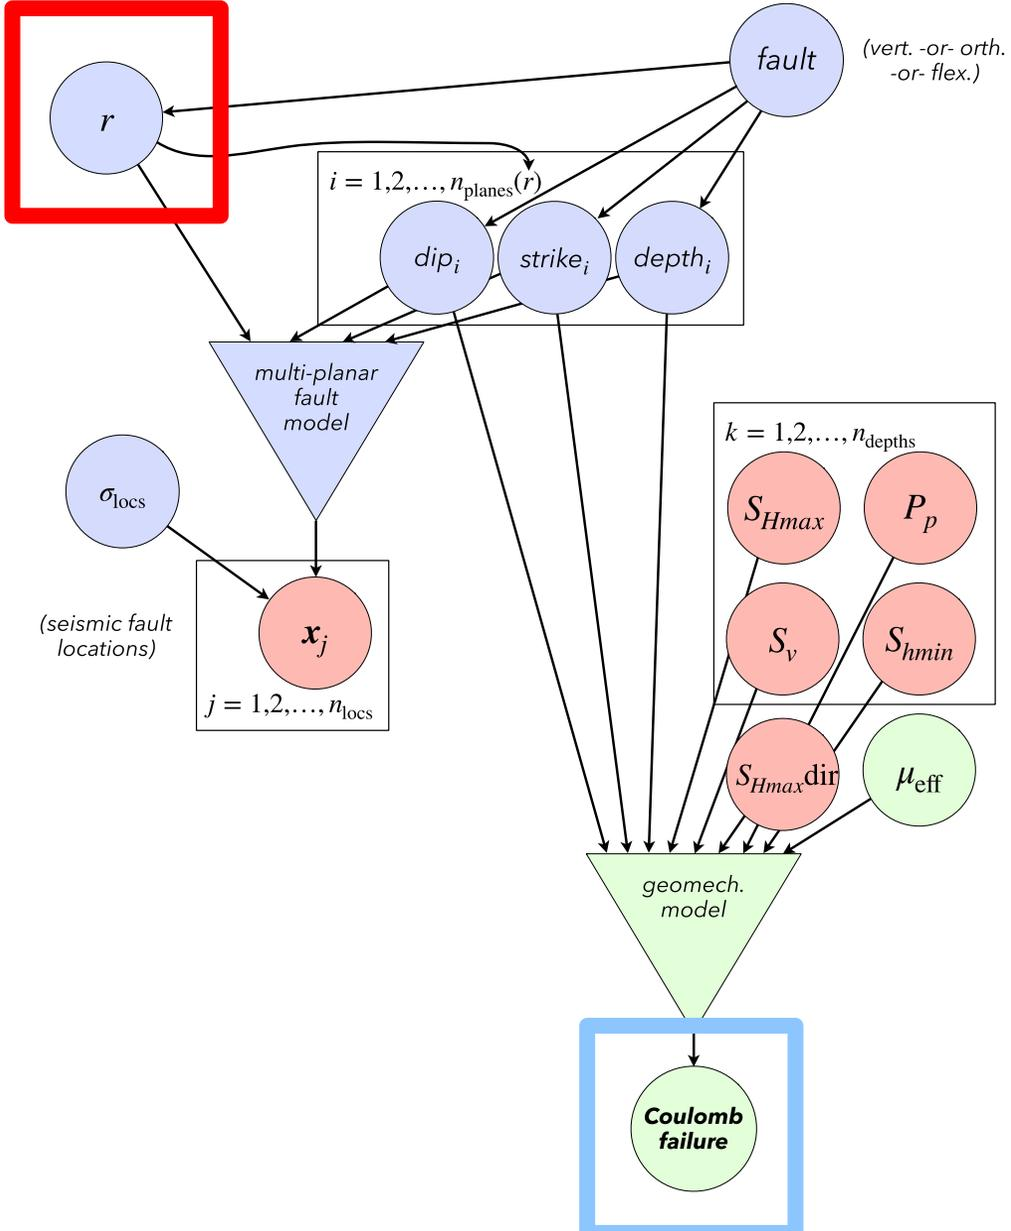 fault
(vert. -or- orth.
-or- flex.)
r
i = 1,2,…, n_planes(r)
dip_i
strike_i
depth_i
multi-planar
fault
model
k = 1,2,…, n_depths
S_Hmax
P_p
σ_locs
S_v
S_hmin
(seismic fault
locations)
x_j
j = 1,2,…, n_locs
S_Hmax dir
μ_eff
geomech.
model
Coulomb
failure